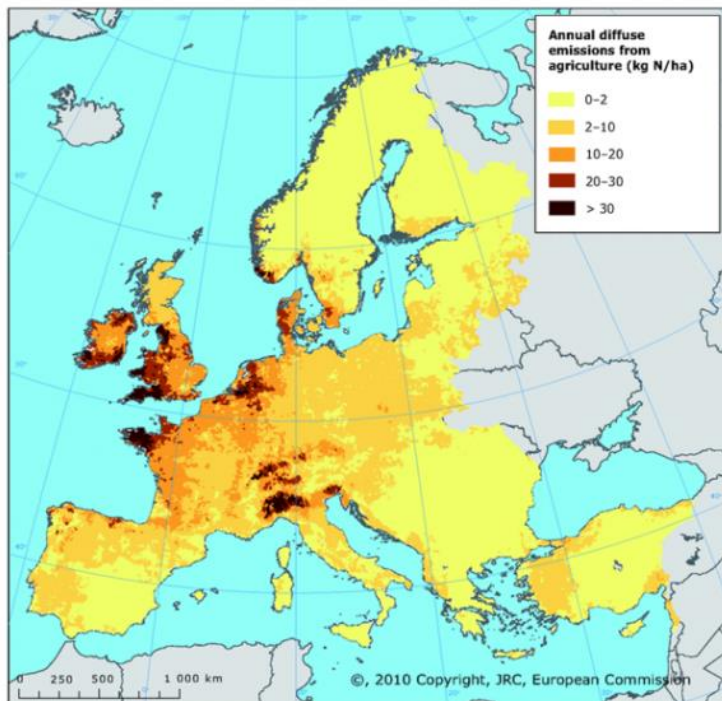 Annual diffuse
emissions from
agriculture (kg N/ha)
0–2
2–10
10–20
20–30
> 30
0 250 500 1 000 km
©, 2010 Copyright, JRC, European Commission